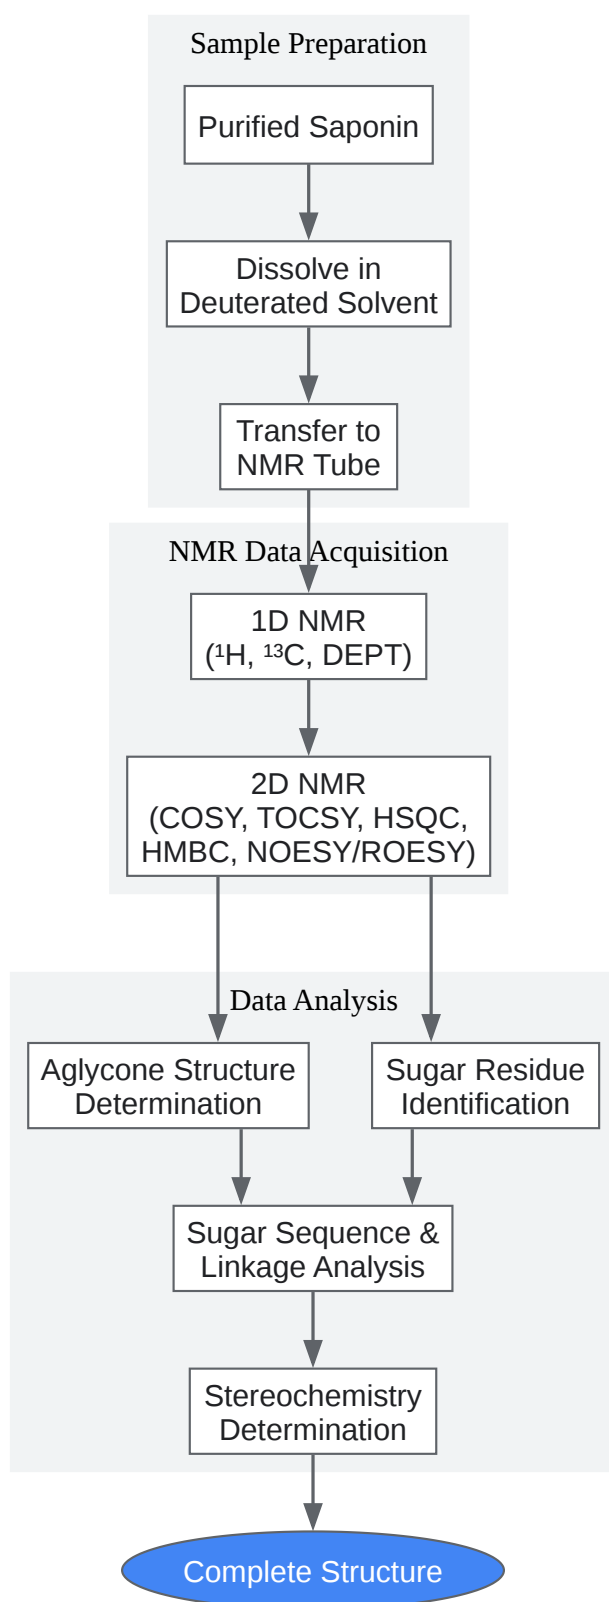 Sample Preparation
Purified Saponin
Dissolve in
Deuterated Solvent
Transfer to
NMR Tube
NMR Data Acquisition
1D NMR
(¹H, ¹³C, DEPT)
2D NMR
(COSY, TOCSY, HSQC,
HMBC, NOESY/ROESY)
Data Analysis
Aglycone Structure
Determination
Sugar Residue
Identification
Sugar Sequence &
Linkage Analysis
Stereochemistry
Determination
Complete Structure